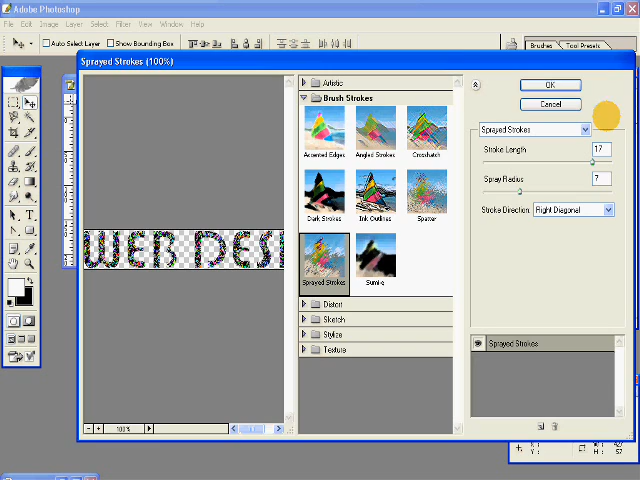 Adobe Photoshop
File Edit Image Layer Select Filter View Window Help
Auto Select Layer Show Bounding Box
Brushes Tool Presets
Sprayed Strokes (100%)
Artistic
Brush Strokes
Accented Edges Angled Strokes Crosshatch
Dark Strokes Ink Outlines Spatter
Sprayed Strokes Sumi-e
Distort
Sketch
Stylize
Texture
OK
Cancel
Sprayed Strokes
Stroke Length 17
Spray Radius 7
Stroke Direction: Right Diagonal
Sprayed Strokes
WEB DES
100%
X:
Y:
W:
H: 57